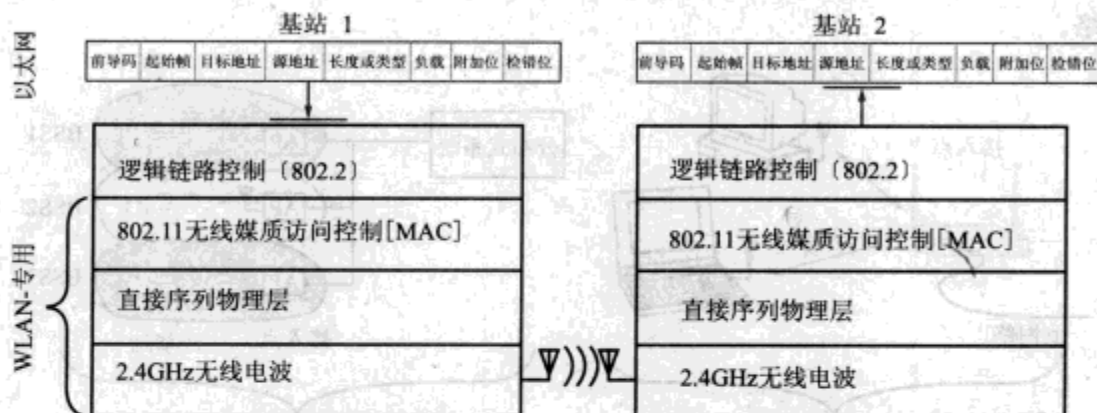 基站 1
基站 2
以太网
前导码 起始帧 目标地址 源地址 长度或类型 负载 附加位 检错位
前导码 起始帧 目标地址 源地址 长度或类型 负载 附加位 检错位
逻辑链路控制〔802.2〕
逻辑链路控制〔802.2〕
WLAN-专用
802.11无线媒质访问控制[MAC]
802.11无线媒质访问控制[MAC]
直接序列物理层
直接序列物理层
2.4GHz无线电波
2.4GHz无线电波